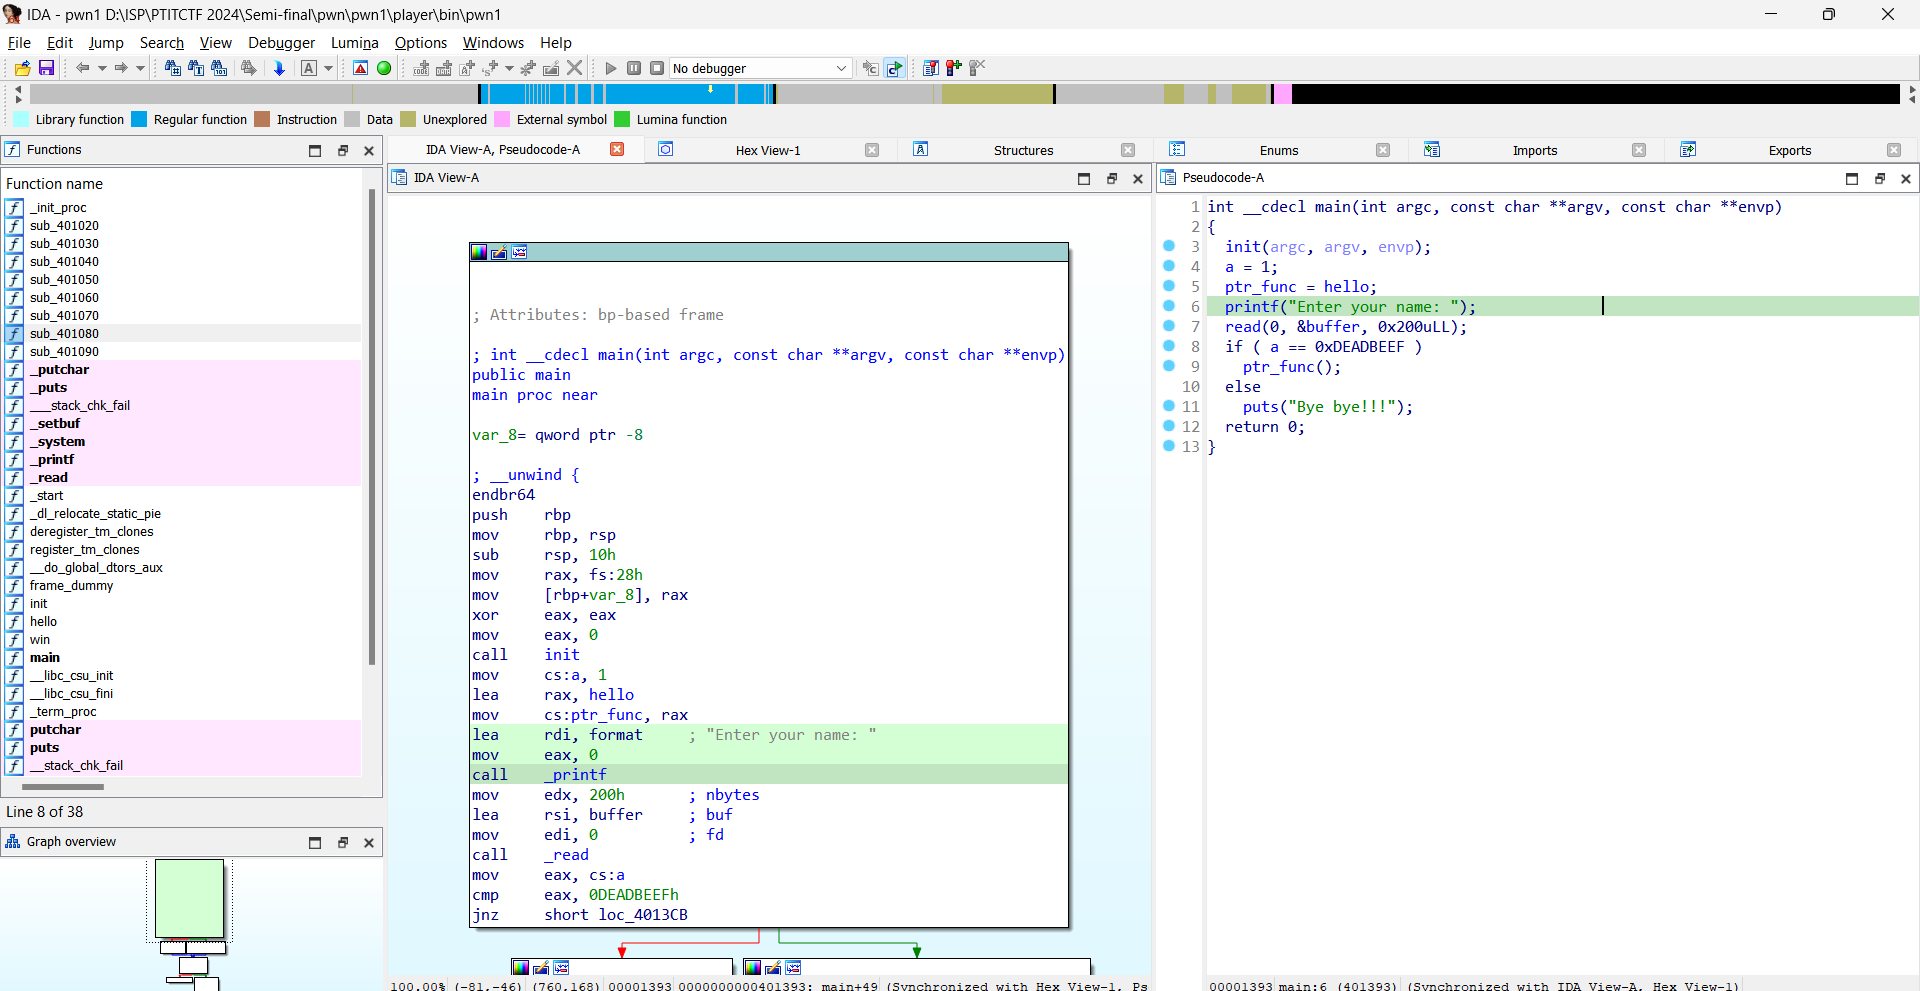 IDA - pwn1 D:\ISP\PTITCTF 2024\Semi-final\pwn\pwn1\player\bin\pwn1
File Edit Jump Search View Debugger Lumina Options Windows Help
No debugger
Library function Regular function Instruction Data Unexplored External symbol Lumina function
Functions
Function name
_init_proc
sub_401020
sub_401030
sub_401040
sub_401050
sub_401060
sub_401070
sub_401080
sub_401090
_putchar
_puts
___stack_chk_fail
_setbuf
_system
_printf
_read
_start
_dl_relocate_static_pie
deregister_tm_clones
register_tm_clones
__do_global_dtors_aux
frame_dummy
init
hello
win
main
__libc_csu_init
__libc_csu_fini
_term_proc
putchar
puts
__stack_chk_fail
Line 8 of 38
Graph overview
IDA View-A, Pseudocode-A Hex View-1 Structures Enums Imports Exports
IDA View-A
; Attributes: bp-based frame
; int __cdecl main(int argc, const char **argv, const char **envp)
public main
main proc near
var_8= qword ptr -8
; __unwind {
endbr64
push rbp
mov rbp, rsp
sub rsp, 10h
mov rax, fs:28h
mov [rbp+var_8], rax
xor eax, eax
mov eax, 0
call init
mov cs:a, 1
lea rax, hello
mov cs:ptr_func, rax
lea rdi, format ; "Enter your name: "
mov eax, 0
call _printf
mov edx, 200h ; nbytes
lea rsi, buffer ; buf
mov edi, 0 ; fd
call _read
mov eax, cs:a
cmp eax, 0DEADBEEFh
jnz short loc_4013CB
100.00% (-81,-46) (760,168) 00001393 0000000000401393: main+49 (Synchronized with Hex View-1, Ps
Pseudocode-A
1 int __cdecl main(int argc, const char **argv, const char **envp)
2 {
3 init(argc, argv, envp);
4 a = 1;
5 ptr_func = hello;
6 printf("Enter your name: ");
7 read(0, &buffer, 0x200uLL);
8 if ( a == 0xDEADBEEF )
9 ptr_func();
10 else
11 puts("Bye bye!!!");
12 return 0;
13 }
00001393 main:6 (401393) (Synchronized with IDA View-A, Hex View-1)